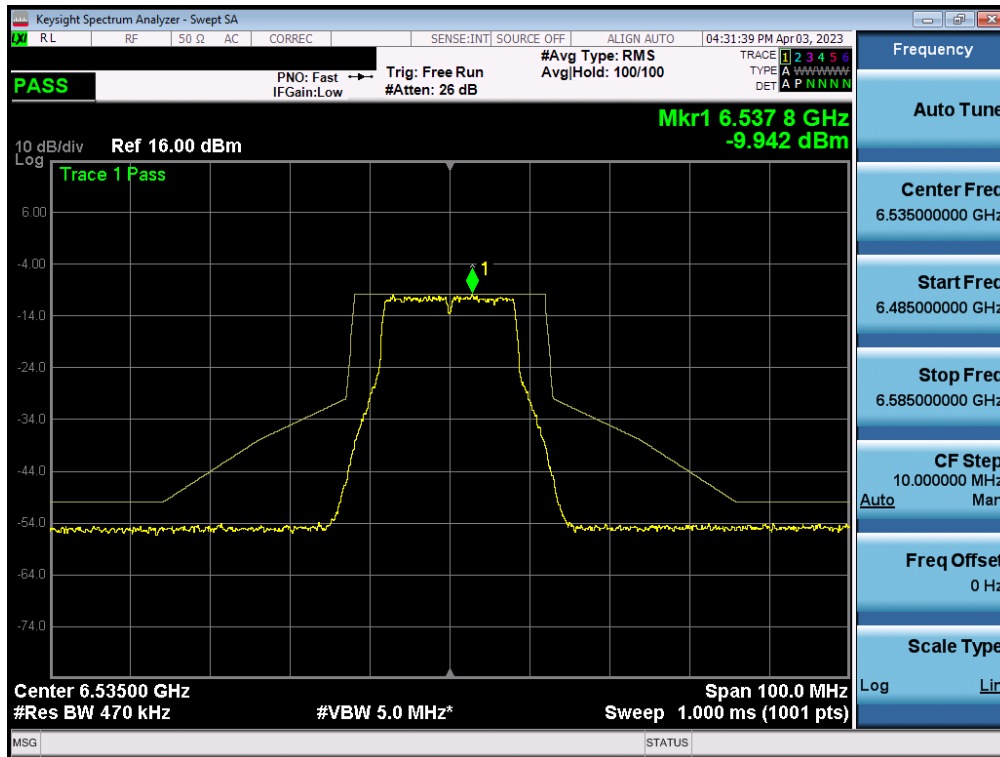 Keysight Spectrum Analyzer - Swept SA
LXI RL RF 50 Ω AC CORREC SENSE:INT SOURCE OFF ALIGN AUTO 04:31:39 PM Apr 03, 2023
PASS
PNO: Fast
IFGain:Low
Trig: Free Run
#Atten: 26 dB
#Avg Type: RMS
Avg|Hold: 100/100
TRACE 1 2 3 4 5 6
TYPE A WWWWW
DET A P N N N N
Mkr1 6.537 8 GHz
-9.942 dBm
10 dB/div Ref 16.00 dBm
Log
Trace 1 Pass
6.00
-4.00
1
-14.0
-24.0
-34.0
-44.0
-54.0
-64.0
-74.0
Center 6.53500 GHz Span 100.0 MHz
#Res BW 470 kHz #VBW 5.0 MHz* Sweep 1.000 ms (1001 pts)
MSG STATUS
Frequency
Auto Tune
Center Freq
6.535000000 GHz
Start Freq
6.485000000 GHz
Stop Freq
6.585000000 GHz
CF Step
10.000000 MHz
Auto Man
Freq Offset
0 Hz
Scale Type
Log Lin